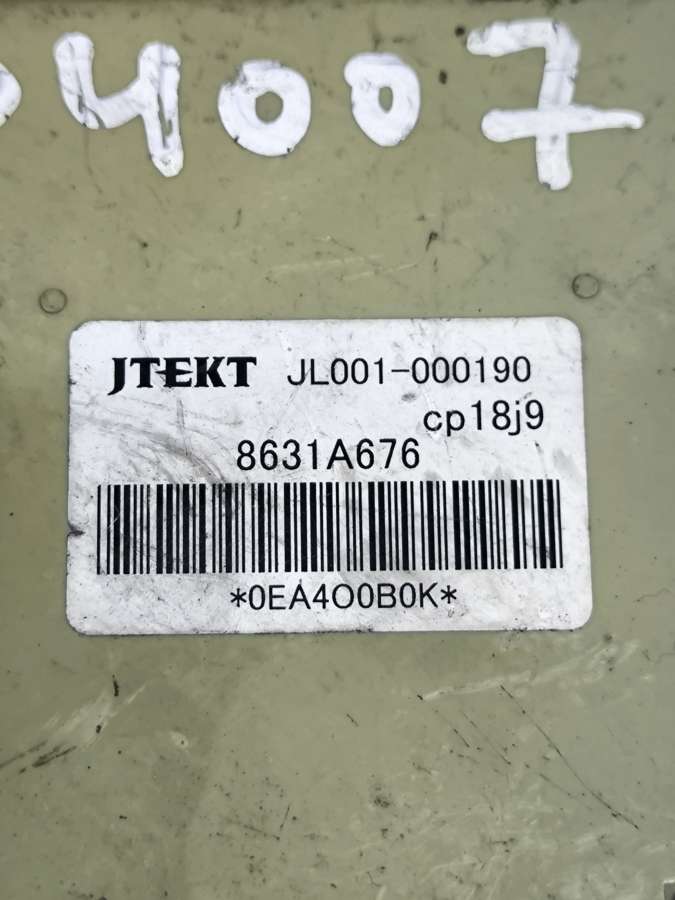 4007
JTEKT JL001-000190
cp18j9
8631A676
*0EA4O0B0K*